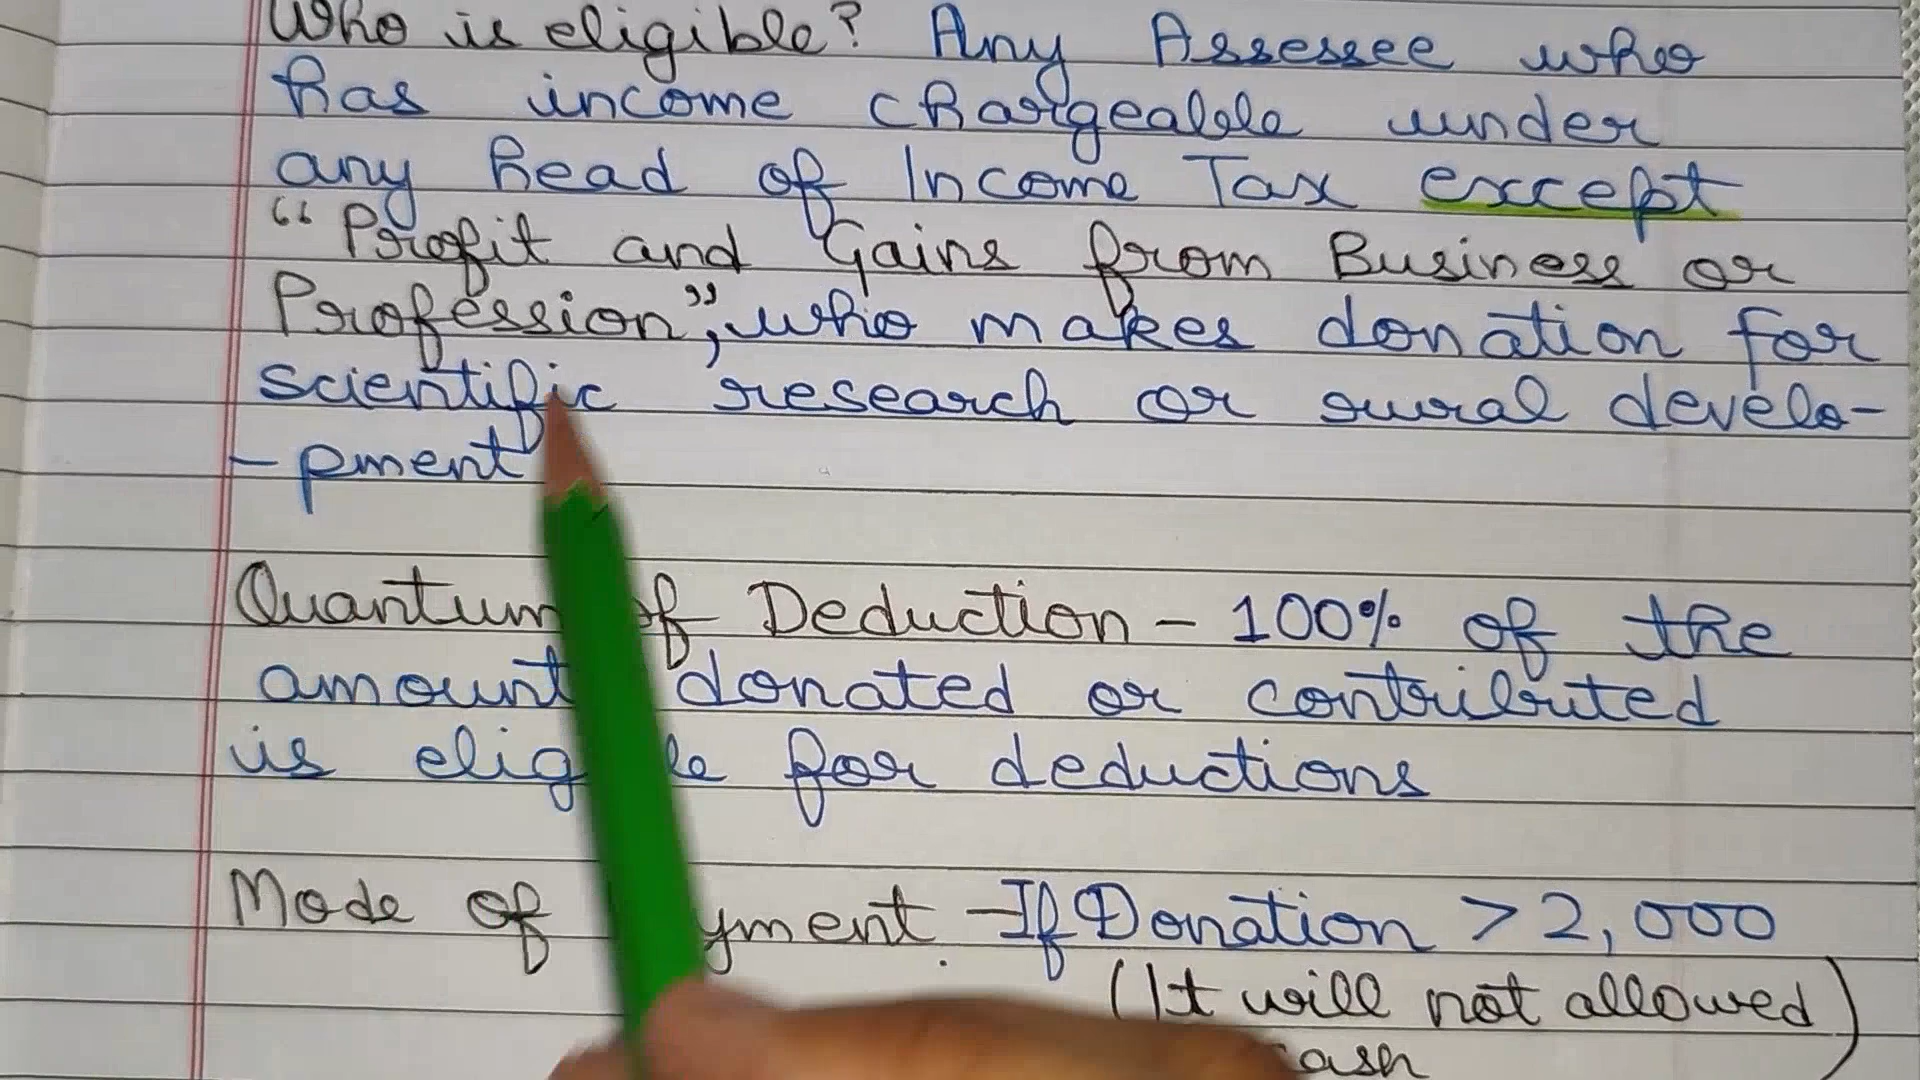 Who is eligible? Any Assessee who
has income chargeable under
any head of Income Tax except
"Profit and Gains from Business or
Profession", who makes donation for
scientific research or rural develo-
-pment
Quantum of Deduction - 100% of the
amount donated or contributed
is for deductions
Mode of - If Donation > 2,000
(It will not allowed)
cash